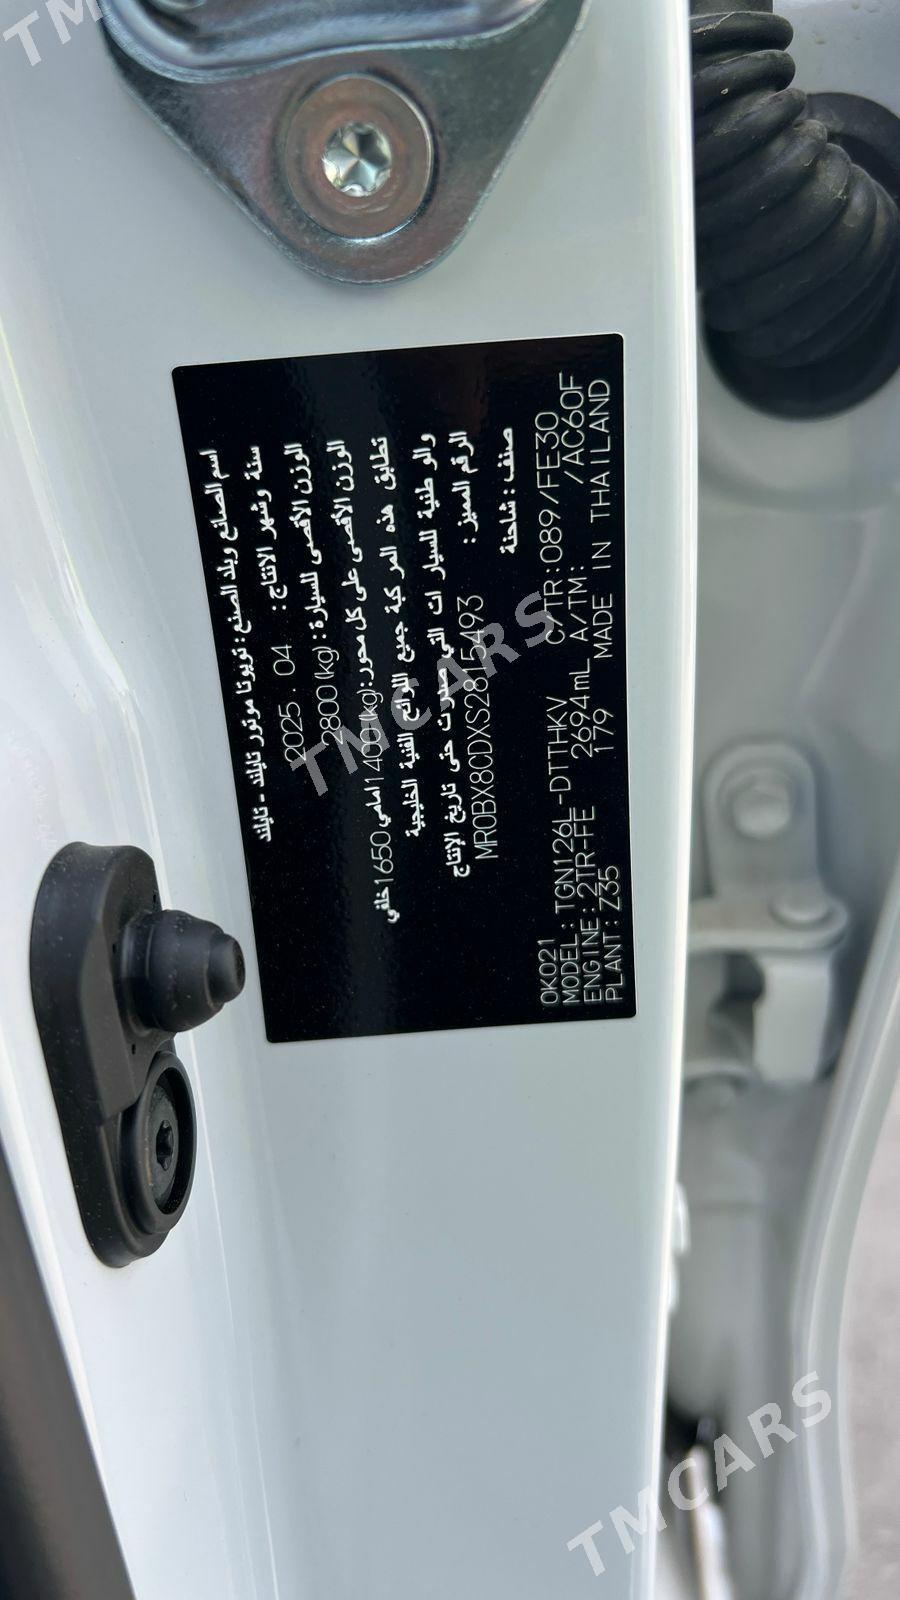 اسم الصانع وبلد الصنع : تويوتا موتور تايلند - تايلند
سنة وشهر الانتاج : 2025 . 04
الوزن الأقصى للسيارة : 2800 (kg)
الوزن الأقصى على كل محور : (kg) 1400 امامي 1650 خلفي
تطابق هذه المركبة جميع اللوائح الفنية الخليجية
والوطنية للسيارات التي صدرت حتى تاريخ الإنتاج
الرقم المميز : MR0BX8CDXS2815493
صنف : شاحنة
0K021 C/TR:089/FE30
MODEL:TGN126L-DTTHKV
ENGINE:2TR-FE 2694mL A/TM: /AC60F
PLANT:Z35 179 MADE IN THAILAND
TMCARS
TMCARS
TM